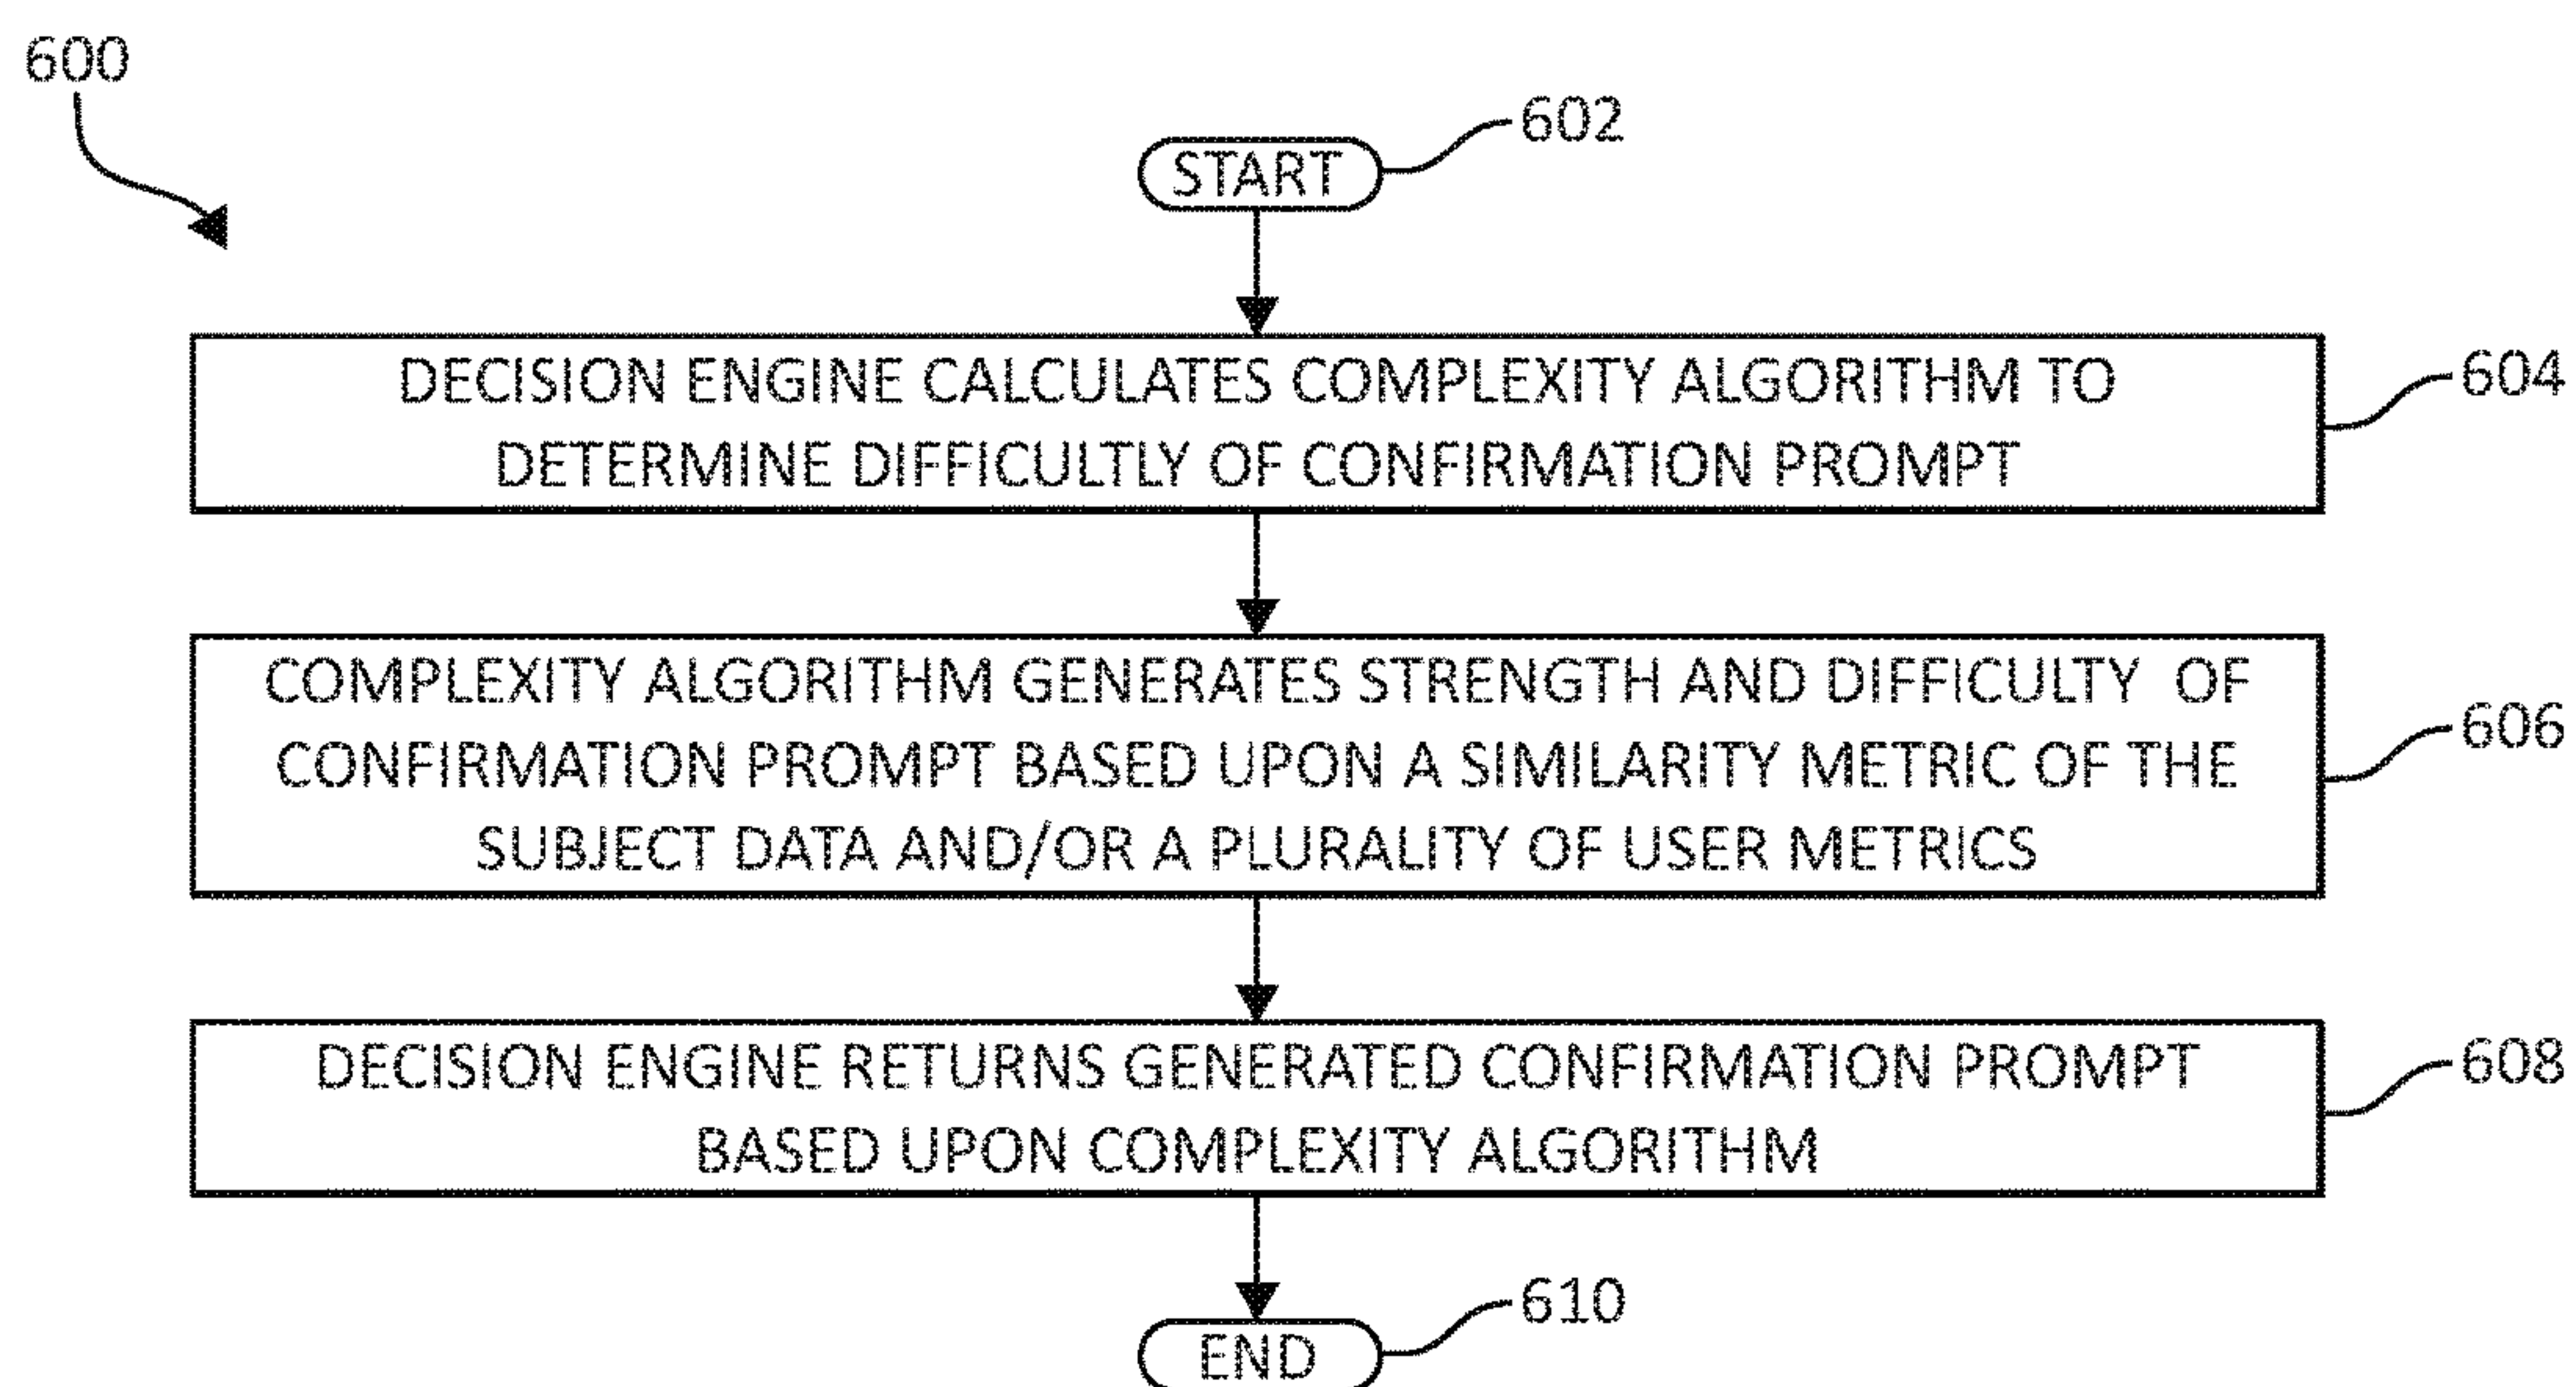 600
602
START
DECISION ENGINE CALCULATES COMPLEXITY ALGORITHM TO
DETERMINE DIFFICULTLY OF CONFIRMATION PROMPT
604
COMPLEXITY ALGORITHM GENERATES STRENGTH AND DIFFICULTY OF
CONFIRMATION PROMPT BASED UPON A SIMILARITY METRIC OF THE
SUBJECT DATA AND/OR A PLURALITY OF USER METRICS
606
DECISION ENGINE RETURNS GENERATED CONFIRMATION PROMPT
BASED UPON COMPLEXITY ALGORITHM
608
610
END